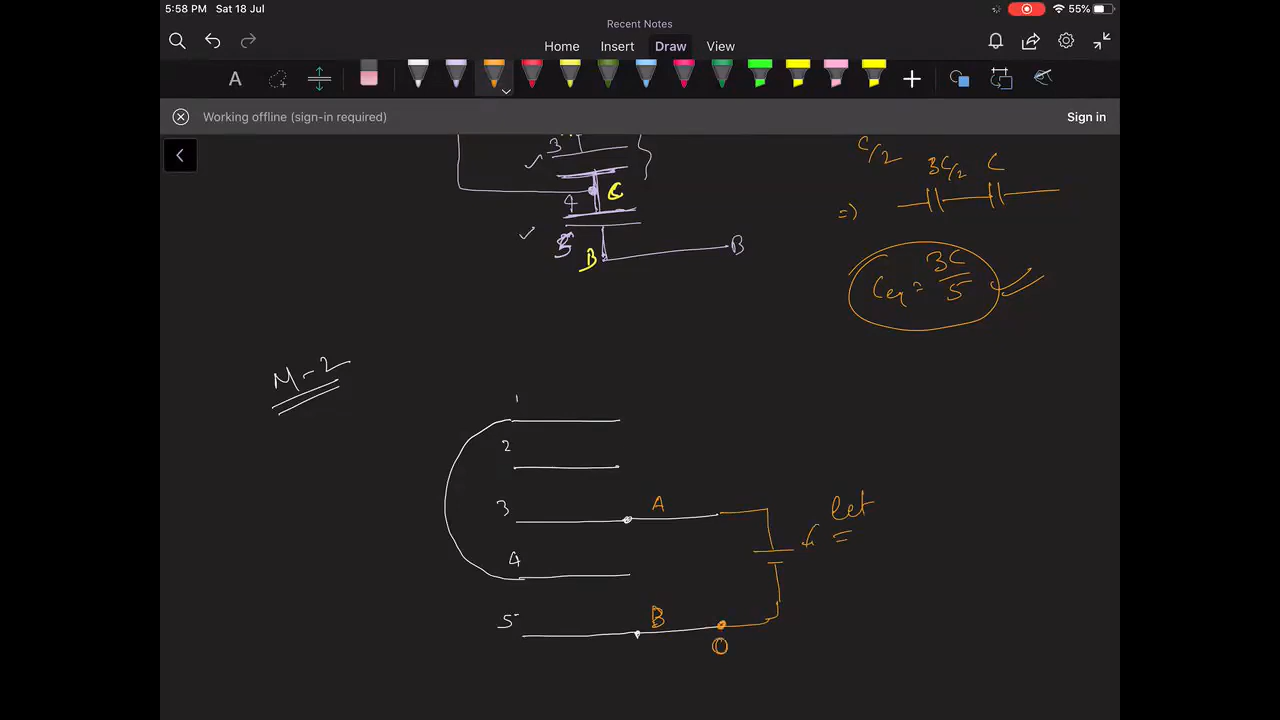 5:58 PM Sat 18 Jul
55%
Recent Notes
Home Insert Draw View
A
Working offline (sign-in required)
Sign in
3
4 C
5
B
B
C/2
3C/2 C
=)
Ceq = 3C/5
M-2
1
2
3
A
let
4
5
B
0